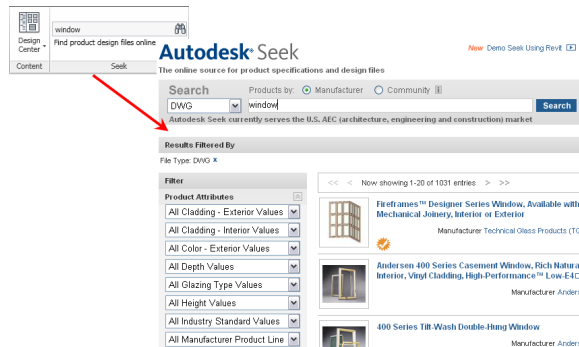 window
Design
Center
Find product design files online
Content
Seek
Autodesk® Seek
New Demo Seek Using Revit
The online source for product specifications and design files
Search
Products by: Manufacturer Community
DWG
window
Search
Autodesk Seek currently serves the U.S. AEC (architecture, engineering and construction) market
Results Filtered By
File Type: DWG x
Filter
<< < Now showing 1-20 of 1031 entries > >>
Product Attributes
All Cladding - Exterior Values
All Cladding - Interior Values
All Color - Exterior Values
All Depth Values
All Glazing Type Values
All Height Values
All Industry Standard Values
All Manufacturer Product Line
Fireframes™ Designer Series Window, Available with
Mechanical Joinery, Interior or Exterior
Manufacturer Technical Glass Products (TG
Andersen 400 Series Casement Window, Rich Natura
Interior, Vinyl Cladding, High-Performance™ Low-E4
Manufacturer Anders
400 Series Tilt-Wash Double-Hung Window
Manufacturer Anders